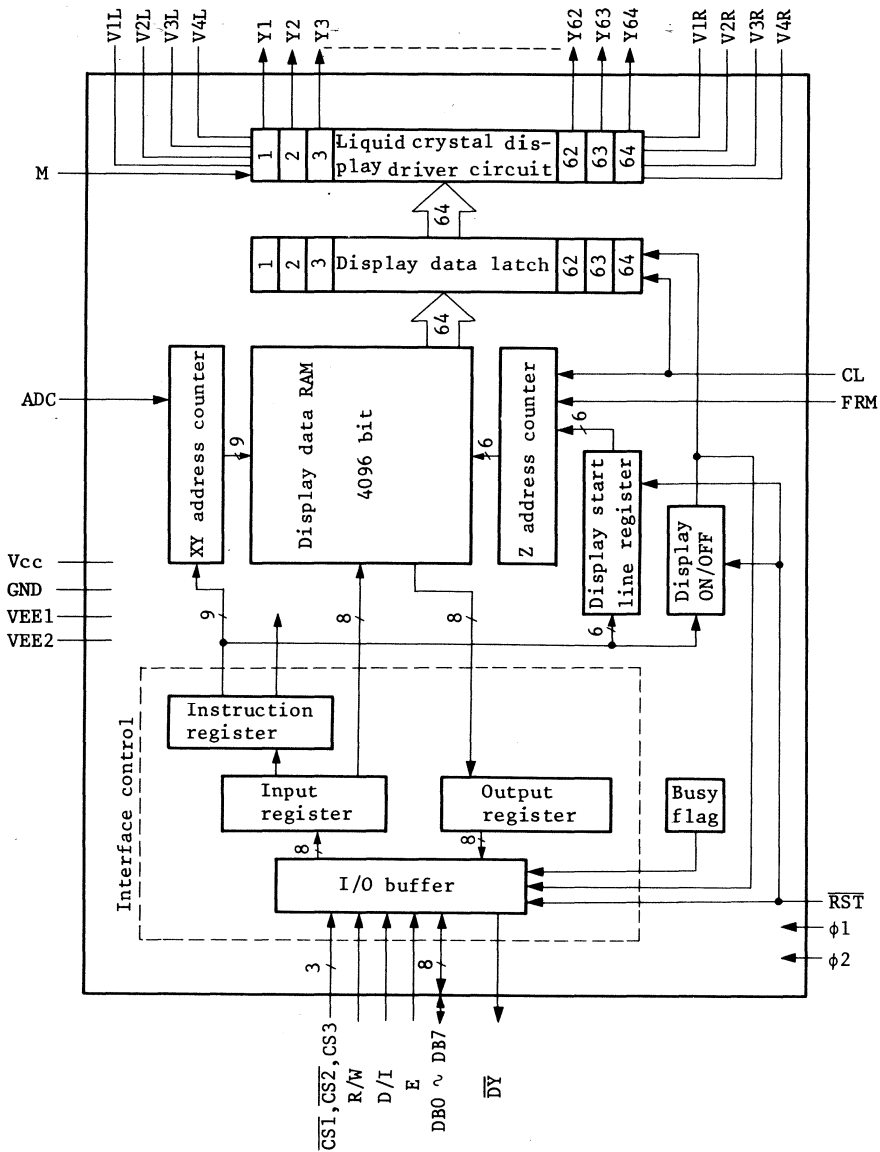 V1L
V2L
V3L
V4L
Y1
Y2
Y3
Y62
Y63
Y64
V1R
V2R
V3R
V4R
M
1
2
3
Liquid crystal dis-
play driver circuit
62
63
64
64
1
2
3
Display data latch
62
63
64
64
ADC
XY address counter
9
Display data RAM
4096 bit
6
Z address counter
CL
FRM
6
Display start
line register
Display
ON/OFF
Vcc
GND
VEE1
VEE2
9
8
8
6
Interface control
Instruction
register
Input
register
Output
register
Busy
flag
8
8
I/O buffer
R̅S̅T̅
ϕ1
ϕ2
3
8
C̅S̅1̅,C̅S̅2̅,CS3
R/W
D/I
E
DB0 ~ DB7
D̅Y̅